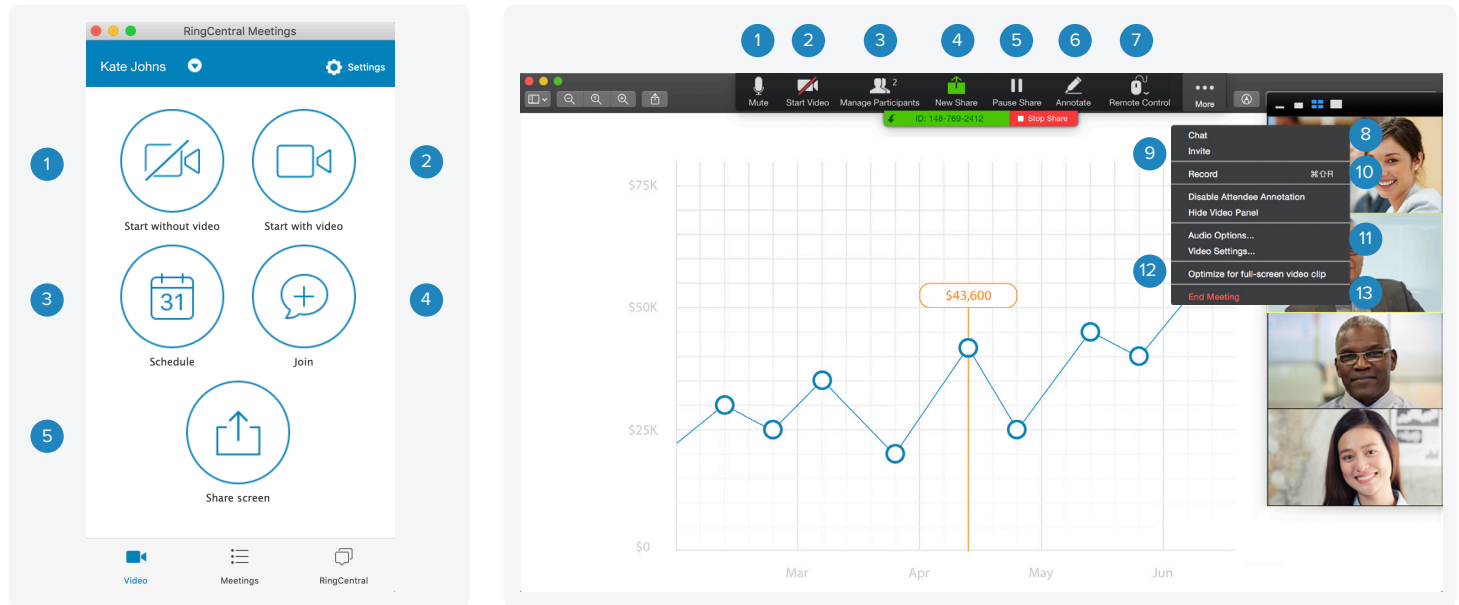 RingCentral Meetings
Kate Johns
Settings
1
2
Start without video
Start with video
3
31
4
Schedule
Join
5
Share screen
Video
Meetings
RingCentral
1
2
3
4
5
6
7
2
Mute
Start Video
Manage Participants
New Share
Pause Share
Annotate
Remote Control
More
ID: 148-769-2412
Stop Share
Chat
8
9
Invite
Record ⌘⇧R
10
Disable Attendee Annotation
Hide Video Panel
Audio Options...
11
Video Settings...
12
Optimize for full-screen video clip
End Meeting
13
$75K
$50K
$43,600
$25K
$0
Mar
Apr
May
Jun